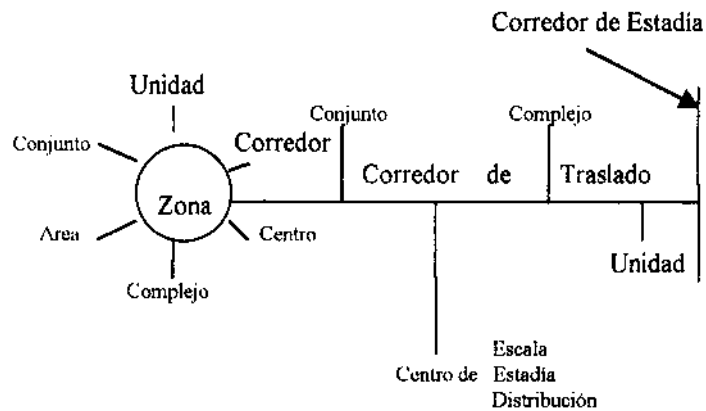 Corredor de Estadía
Unidad
Conjunto
Complejo
Conjunto
Corredor
Corredor de Traslado
Zona
Area
Centro
Unidad
Complejo
Escala
Centro de Estadía
Distribución